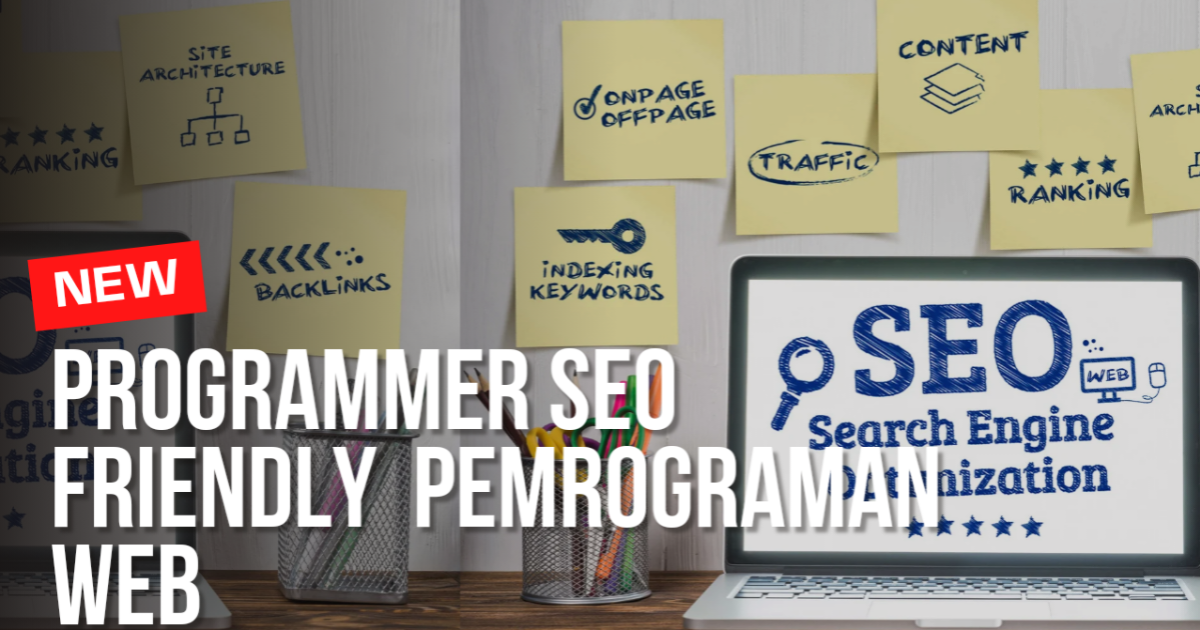 SITE
ARCHITECTURE
RANKING
BACKLINKS
ONPAGE
OFFPAGE
TRAFFIC
CONTENT
RANKING
INDEXING
KEYWORDS
SEO
WEB
Search Engine
Optimization
NEW
PROGRAMMER SEO
FRIENDLY PEMROGRAMAN
WEB